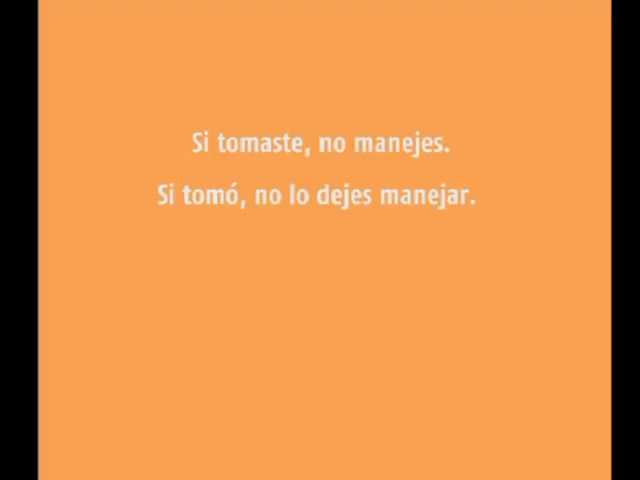 Si tomaste, no manejes.
Si tomó, no lo dejes manejar.